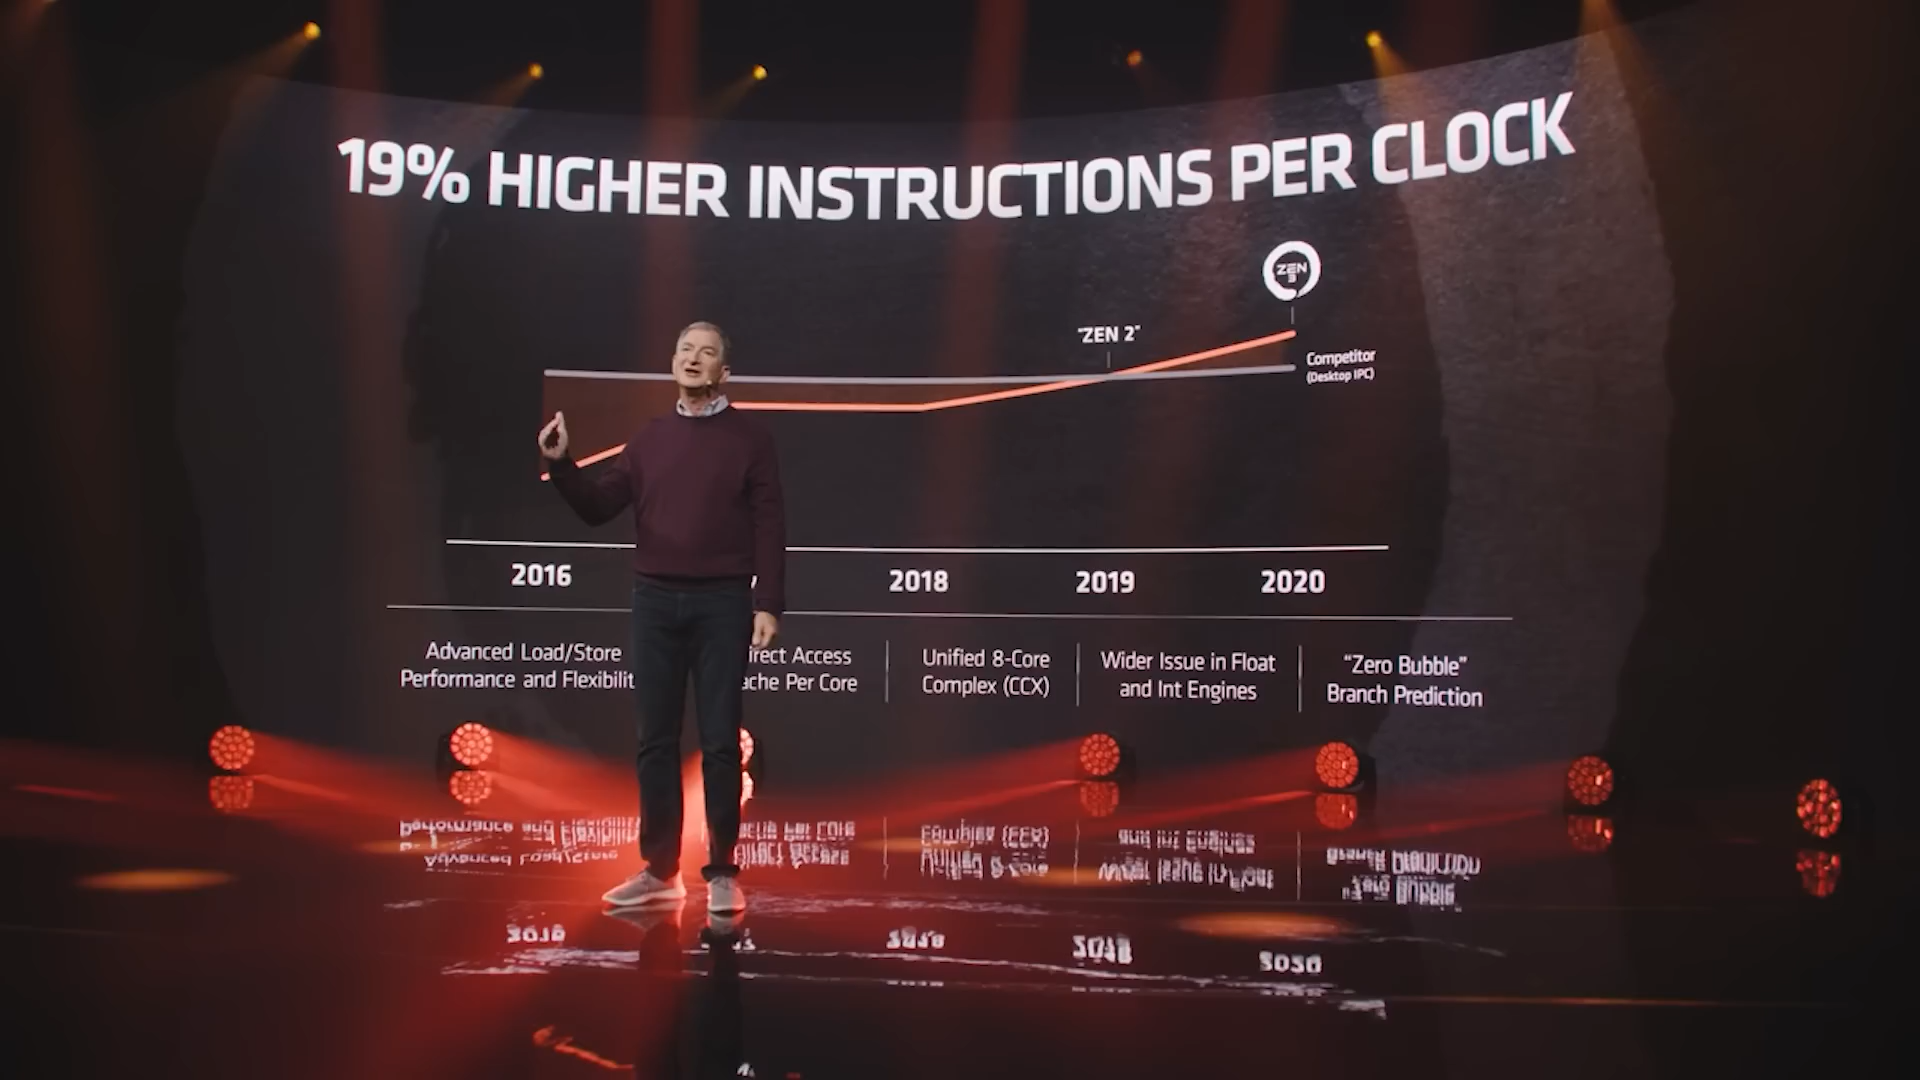 19% HIGHER INSTRUCTIONS PER CLOCK
ZEN
3
"ZEN 2"
Competitor
(Desktop IPC)
2016 2018 2019 2020
Advanced Load/Store
Performance and Flexibilit
irect Access
ache Per Core
Unified 8-Core
Complex (CCX)
Wider Issue in Float
and Int Engines
“Zero Bubble”
Branch Prediction